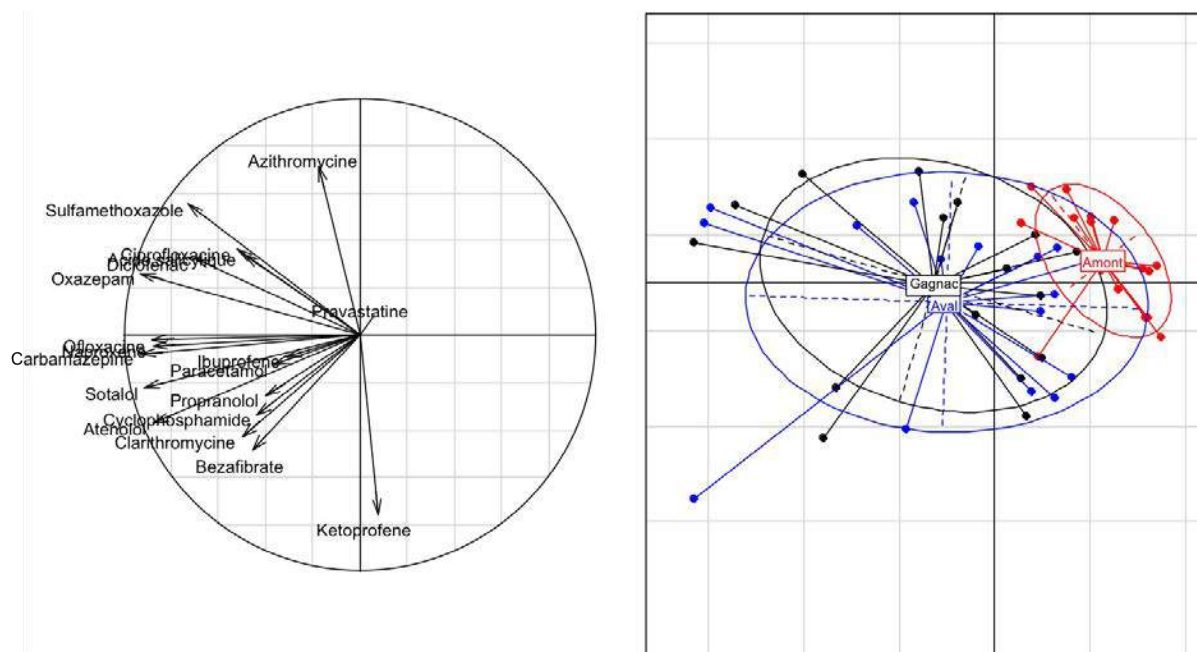 Azithromycine
Sulfamethoxazole
Ciprofloxacine
Diclofenac
Oxazepam
Pravastatine
Ofloxacine
Naproxene
Carbamazepine
Ibuprofene
Paracetamol
Sotalol
Propranolol
Cyclophosphamide
Atenolol
Clarithromycine
Bezafibrate
Ketoprofene
Amont
Gagnac
Aval